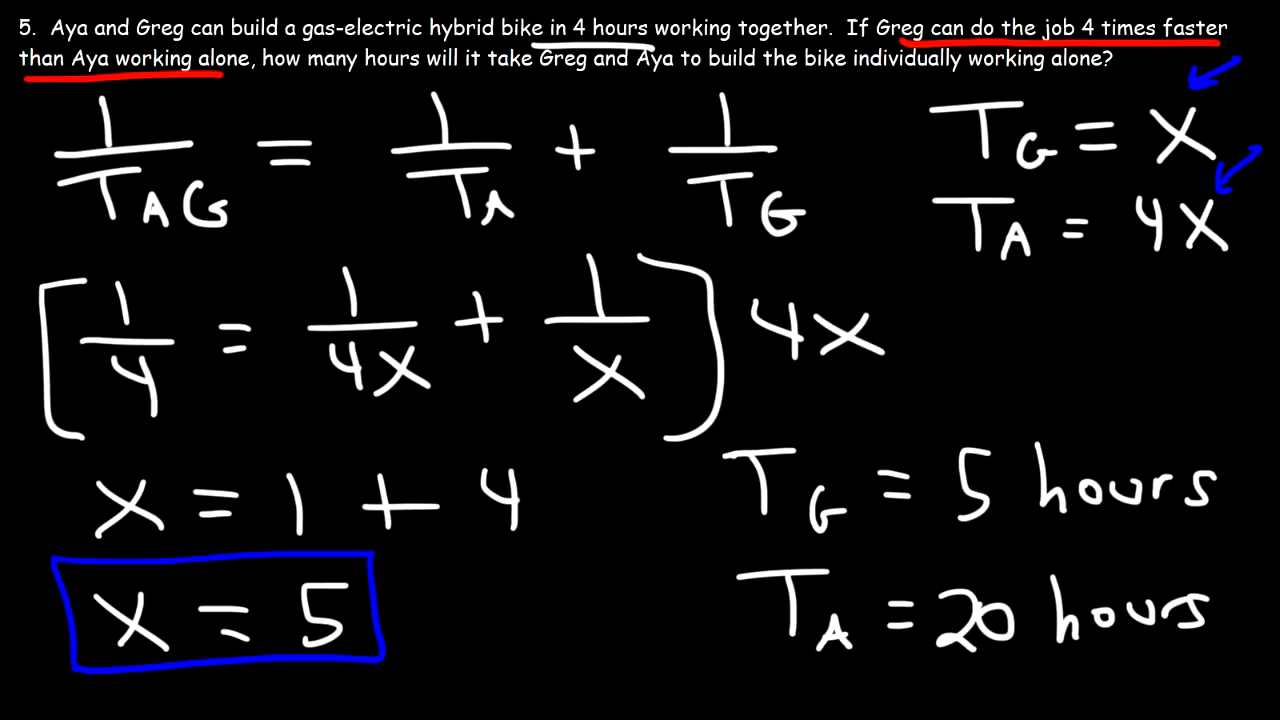 5. Aya and Greg can build a gas-electric hybrid bike in 4 hours working together. If Greg can do the job 4 times faster
than Aya working alone, how many hours will it take Greg and Aya to build the bike individually working alone?
1/T_AG = 1/T_A + 1/T_G
T_G = x
T_A = 4x
[1/4 = 1/4x + 1/x] 4x
x = 1 + 4
x = 5
T_G = 5 hours
T_A = 20 hours